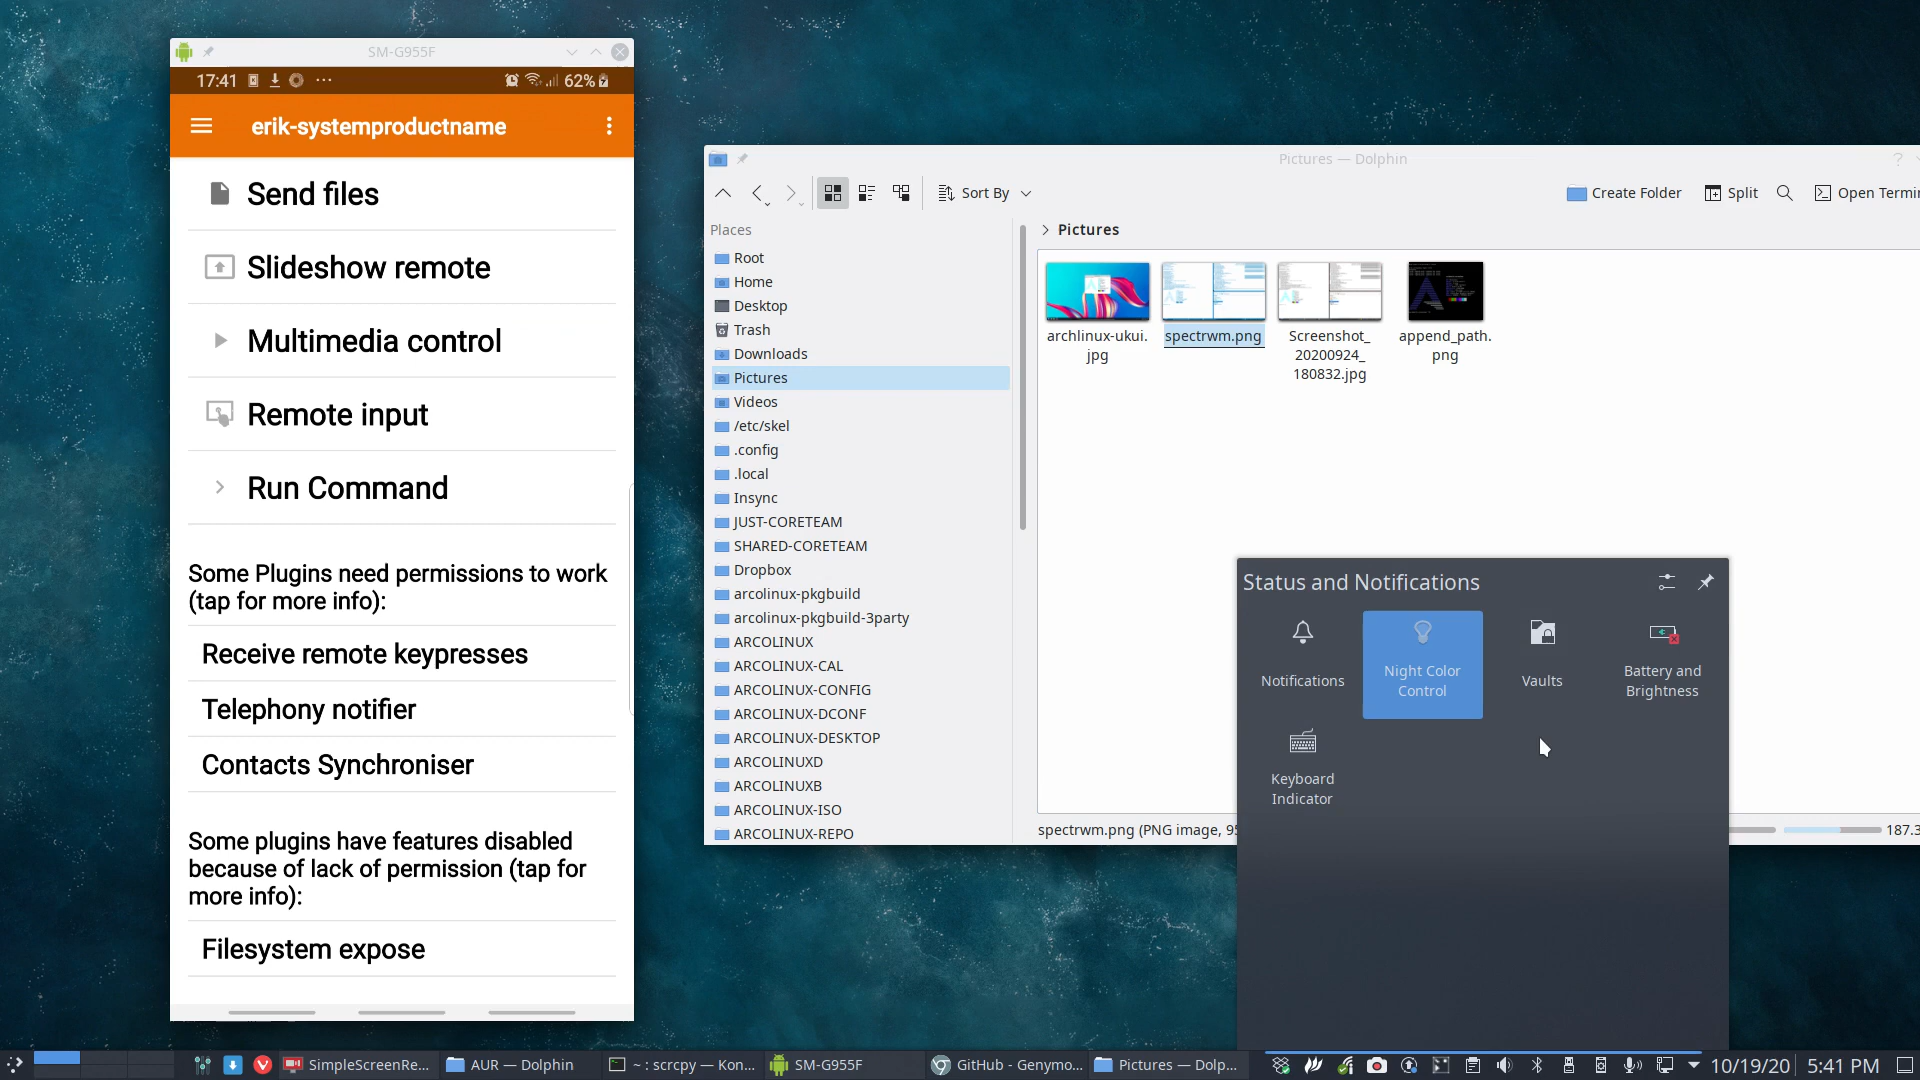 SM-G955F
17:41
62%
erik-systemproductname
Send files
Slideshow remote
Multimedia control
Remote input
Run Command
Some Plugins need permissions to work
(tap for more info):
Receive remote keypresses
Telephony notifier
Contacts Synchroniser
Some plugins have features disabled
because of lack of permission (tap for
more info):
Filesystem expose
Pictures — Dolphin
Sort By
Create Folder
Split
Open Termi
Places
Root
Home
Desktop
Trash
Downloads
Pictures
Videos
/etc/skel
.config
.local
Insync
JUST-CORETEAM
SHARED-CORETEAM
Dropbox
arcolinux-pkgbuild
arcolinux-pkgbuild-3party
ARCOLINUX
ARCOLINUX-CAL
ARCOLINUX-CONFIG
ARCOLINUX-DCONF
ARCOLINUX-DESKTOP
ARCOLINUXD
ARCOLINUXB
ARCOLINUX-ISO
ARCOLINUX-REPO
> Pictures
archlinux-ukui.
jpg
spectrwm.png
Screenshot_
20200924_
180832.jpg
append_path.
png
spectrwm.png (PNG image, 9
187.3
Status and Notifications
Notifications
Night Color
Control
Vaults
Battery and
Brightness
Keyboard
Indicator
SimpleScreenRe...
AUR — Dolphin
~ : scrcpy — Kon...
SM-G955F
GitHub - Genymo...
Pictures — Dolp...
10/19/20
5:41 PM